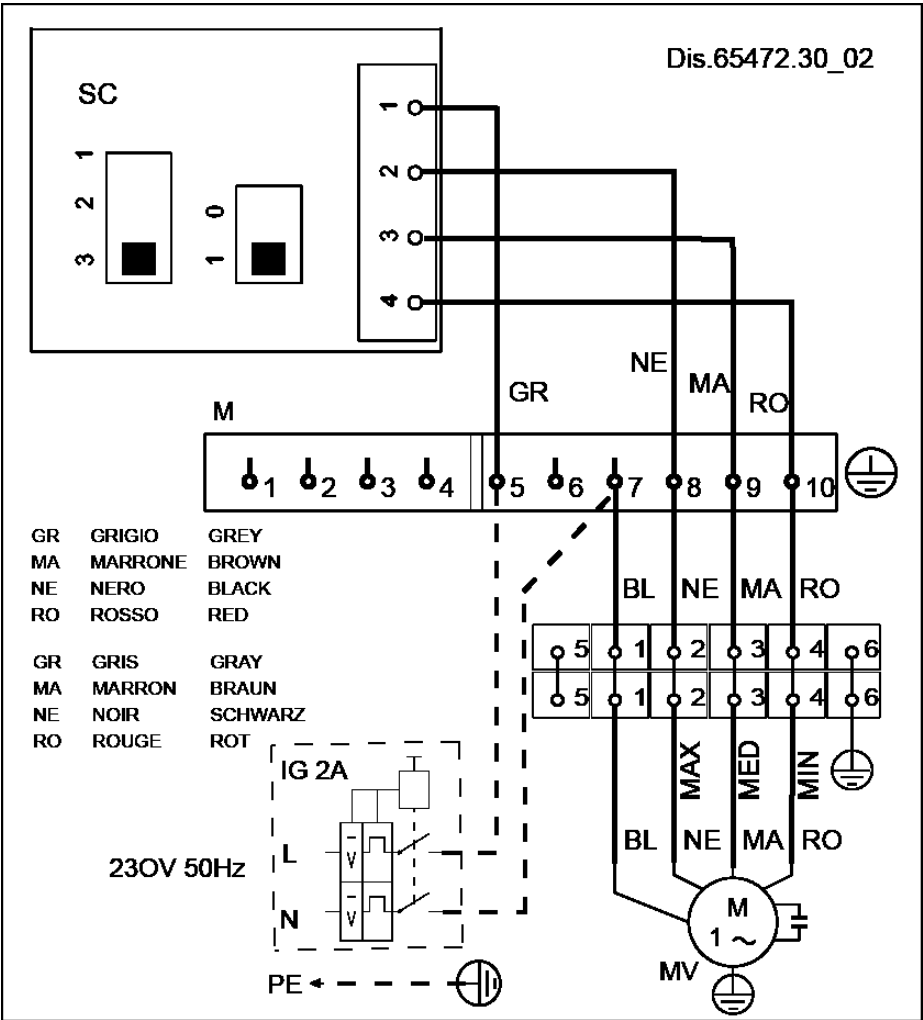 Dis.65472.30_02
SC
1
2
3
0
1
1
2
3
4
NE
MA
GR
RO
M
1 2 3 4 5 6 7 8 9 10
GR GRIGIO GREY
MA MARRONE BROWN
NE NERO BLACK
RO ROSSO RED
BL NE MA RO
GR GRIS GRAY
MA MARRON BRAUN
NE NOIR SCHWARZ
RO ROUGE ROT
5 1 2 3 4 6
5 1 2 3 4 6
MAX MED MIN
IG 2A
BL NE MA RO
L
23OV 50Hz
N
V
V
M
1 ~
MV
PE